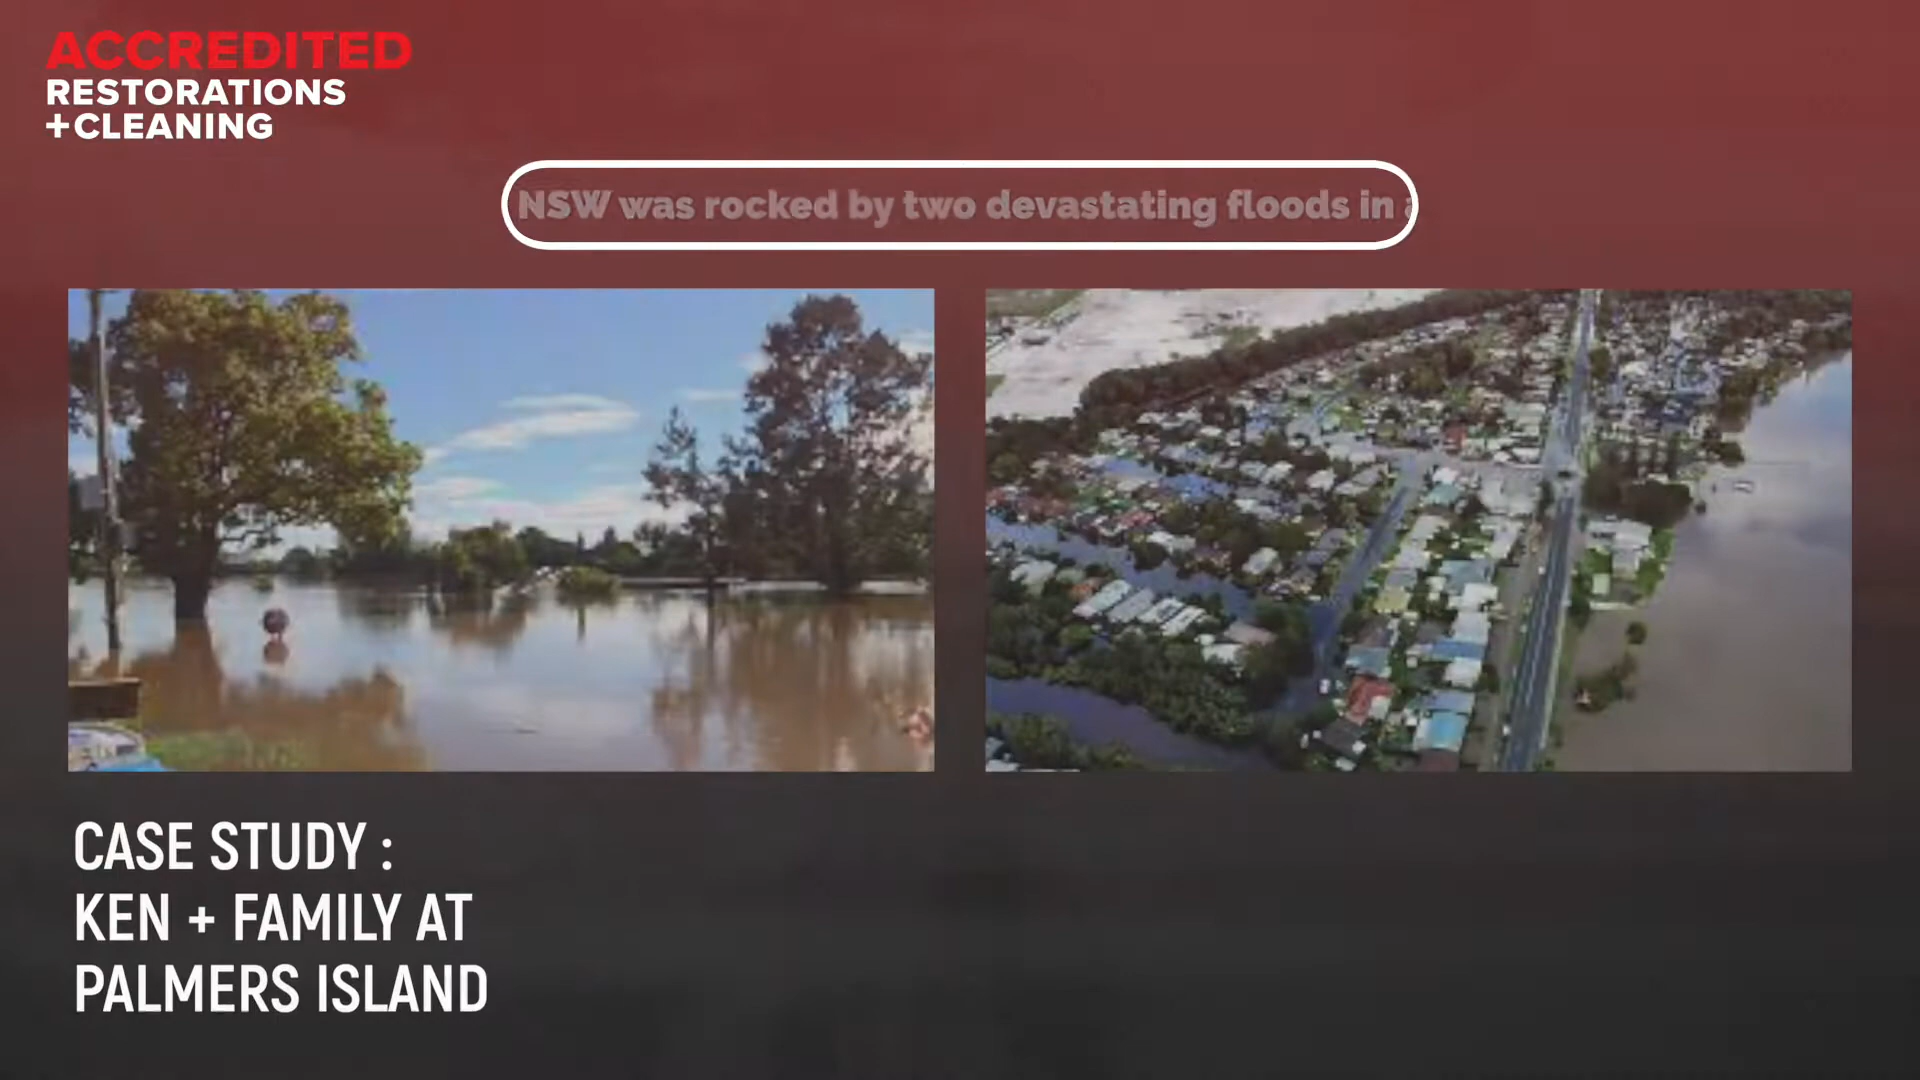 ACCREDITED
RESTORATIONS
+CLEANING
NSW was rocked by two devastating floods in
CASE STUDY :
KEN + FAMILY AT
PALMERS ISLAND